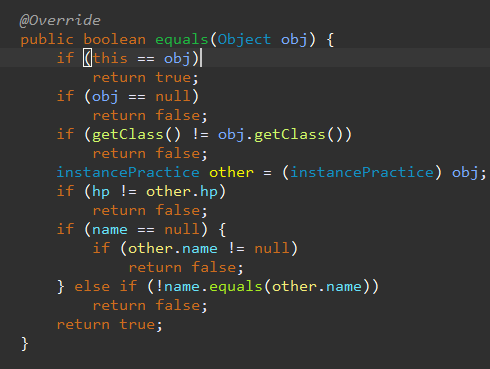 @Override
public boolean equals(Object obj) {
    if (this == obj)
        return true;
    if (obj == null)
        return false;
    if (getClass() != obj.getClass())
        return false;
    instancePractice other = (instancePractice) obj;
    if (hp != other.hp)
        return false;
    if (name == null) {
        if (other.name != null)
            return false;
    } else if (!name.equals(other.name))
        return false;
    return true;
}